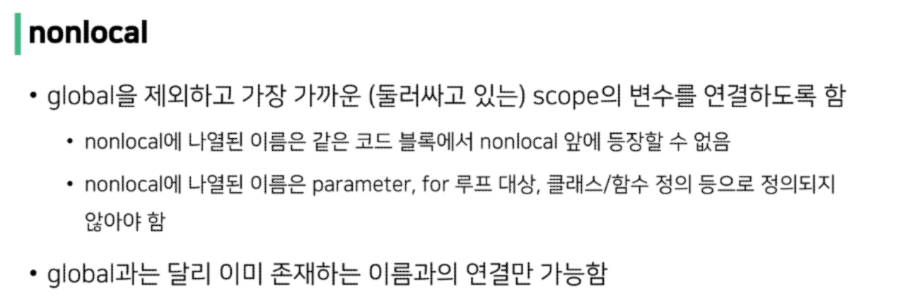 nonlocal
• global을 제외하고 가장 가까운 (둘러싸고 있는) scope의 변수를 연결하도록 함
• nonlocal에 나열된 이름은 같은 코드 블록에서 nonlocal 앞에 등장할 수 없음
• nonlocal에 나열된 이름은 parameter, for 루프 대상, 클래스/함수 정의 등으로 정의되지
않아야 함
• global과는 달리 이미 존재하는 이름과의 연결만 가능함